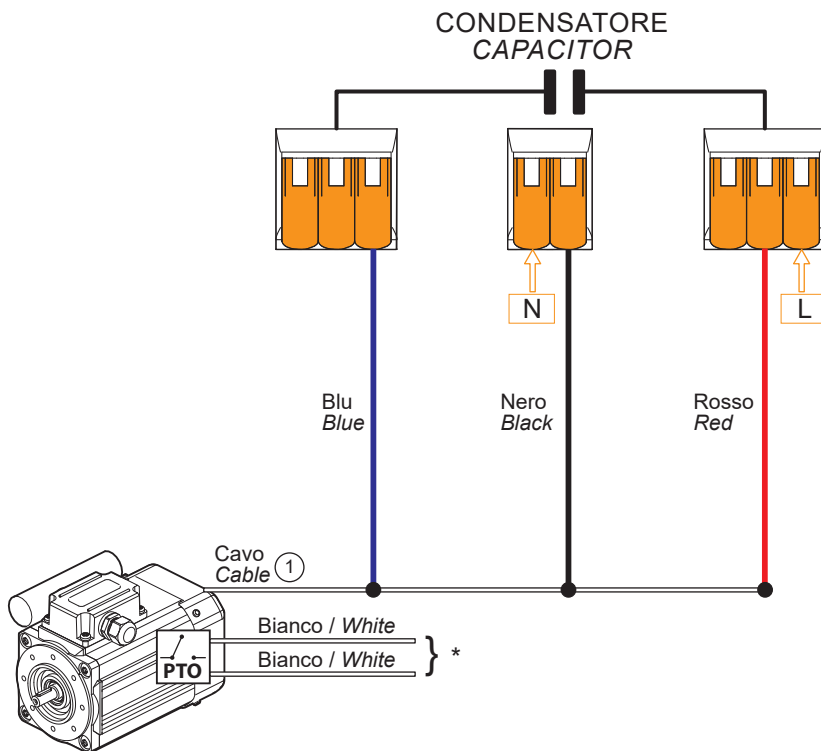 CONDENSATORE
CAPACITOR
N
L
Blu
Blue
Nero
Black
Rosso
Red
Cavo
Cable 1
Bianco / White
Bianco / White
} *
PTO